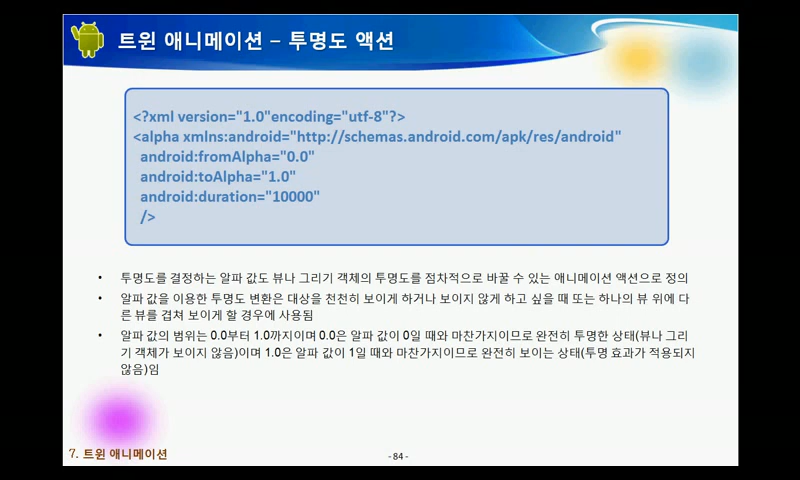 트윈 애니메이션 – 투명도 액션
<?xml version="1.0"encoding="utf-8"?>
<alpha xmlns:android="http://schemas.android.com/apk/res/android"
android:fromAlpha="0.0"
android:toAlpha="1.0"
android:duration="10000"
/>
• 투명도를 결정하는 알파 값도 뷰나 그리기 객체의 투명도를 점차적으로 바꿀 수 있는 애니메이션 액션으로 정의
• 알파 값을 이용한 투명도 변환은 대상을 천천히 보이게 하거나 보이지 않게 하고 싶을 때 또는 하나의 뷰 위에 다
른 뷰를 겹쳐 보이게 할 경우에 사용됨
• 알파 값의 범위는 0.0부터 1.0까지이며 0.0은 알파 값이 0일 때와 마찬가지이므로 완전히 투명한 상태(뷰나 그리
기 객체가 보이지 않음)이며 1.0은 알파 값이 1일 때와 마찬가지이므로 완전히 보이는 상태(투명 효과가 적용되지
않음)임
7. 트윈 애니메이션
- 84 -